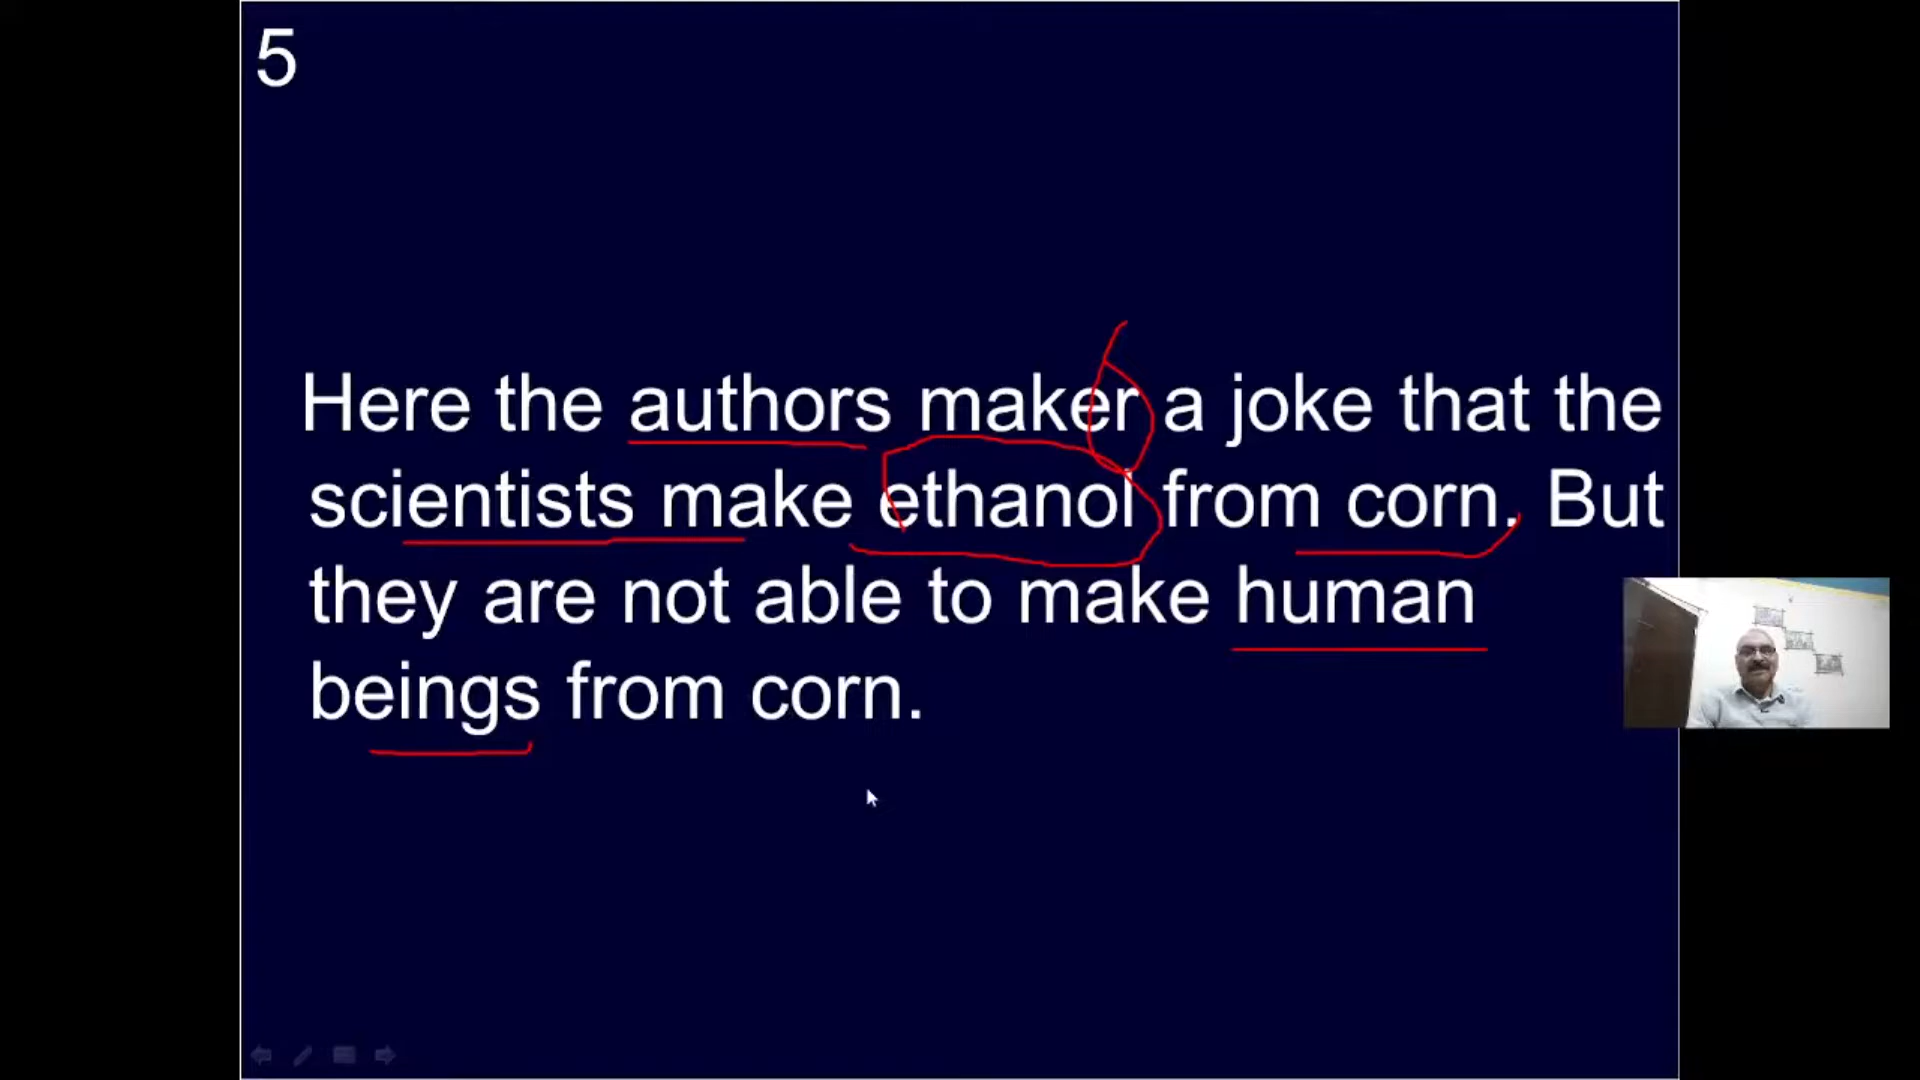 5
Here the authors maker a joke that the
scientists make ethanol from corn. But
they are not able to make human
beings from corn.